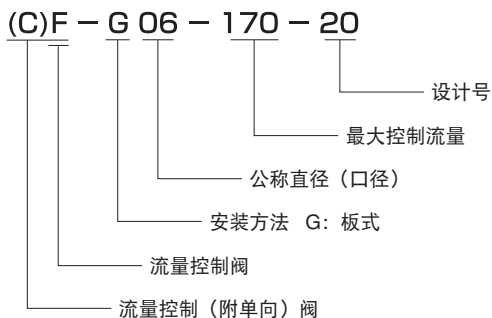 (C)F － G 06 － 170 － 20
设计号
最大控制流量
公称直径（口径）
安装方法 G：板式
流量控制阀
流量控制（附单向）阀